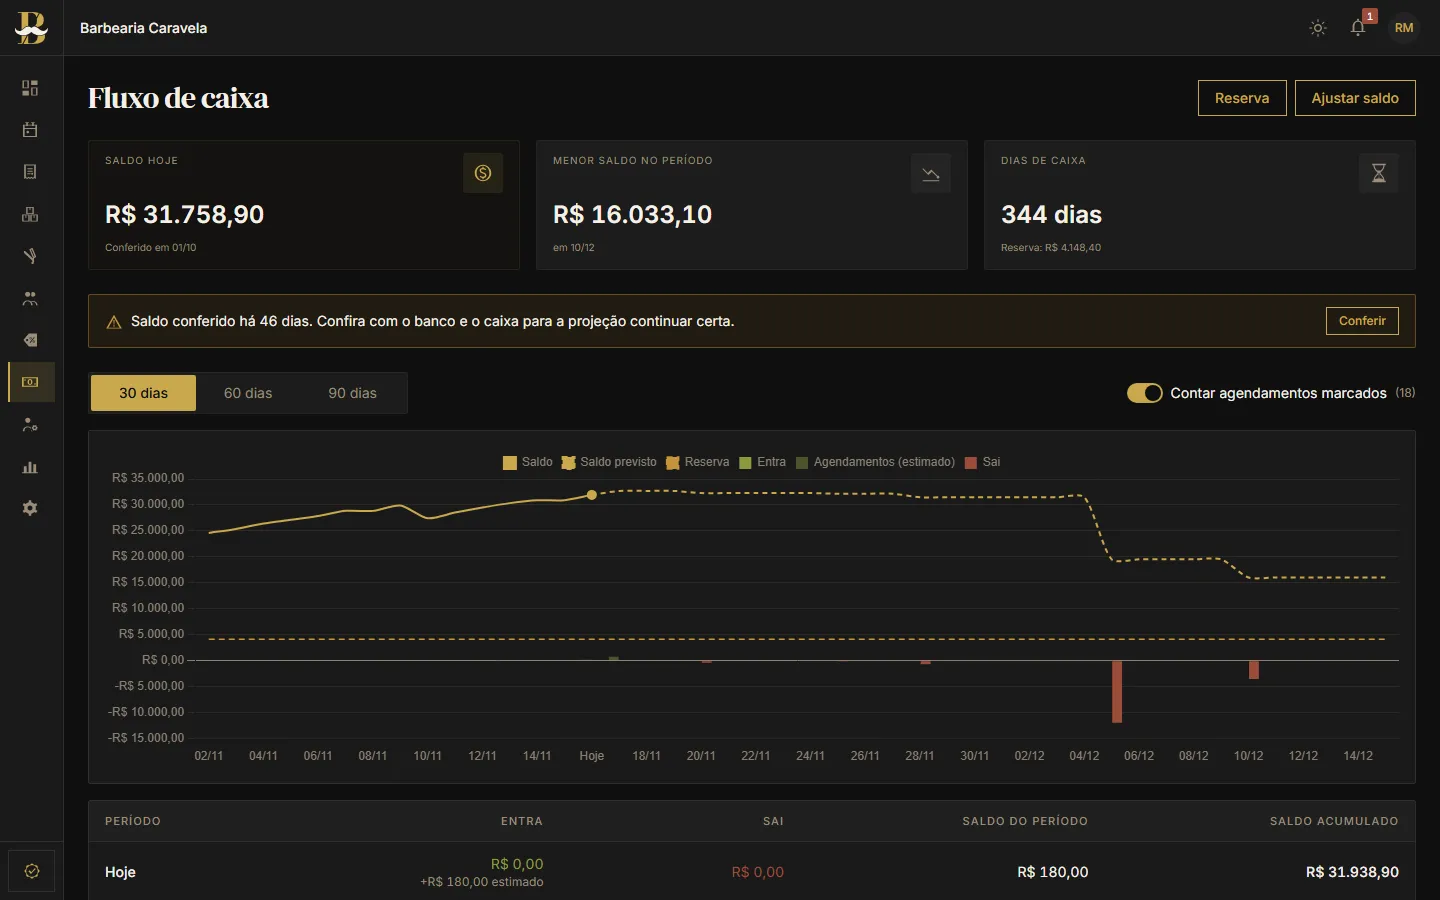 B
Barbearia Caravela
1
RM
Fluxo de caixa
Reserva
Ajustar saldo
SALDO HOJE
R$ 31.758,90
Conferido em 01/10
MENOR SALDO NO PERÍODO
R$ 16.033,10
em 10/12
DIAS DE CAIXA
344 dias
Reserva: R$ 4.148,40
Saldo conferido há 46 dias. Confira com o banco e o caixa para a projeção continuar certa.
Conferir
30 dias
60 dias
90 dias
Contar agendamentos marcados (18)
Saldo
Saldo previsto
Reserva
Entra
Agendamentos (estimado)
Sai
R$ 35.000,00
R$ 30.000,00
R$ 25.000,00
R$ 20.000,00
R$ 15.000,00
R$ 10.000,00
R$ 5.000,00
R$ 0,00
-R$ 5.000,00
-R$ 10.000,00
-R$ 15.000,00
02/11 04/11 06/11 08/11 10/11 12/11 14/11 Hoje 18/11 20/11 22/11 24/11 26/11 28/11 30/11 02/12 04/12 06/12 08/12 10/12 12/12 14/12
PERÍODO ENTRA SAI SALDO DO PERÍODO SALDO ACUMULADO
Hoje
R$ 0,00
+R$ 180,00 estimado
R$ 0,00
R$ 180,00
R$ 31.938,90